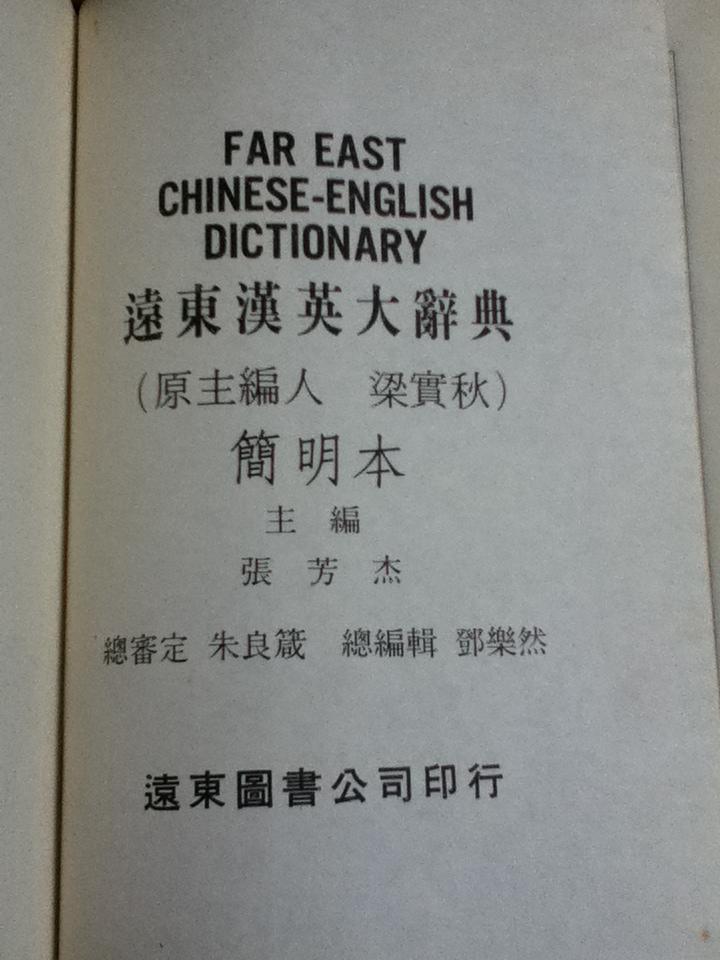 FAR EAST
CHINESE-ENGLISH
DICTIONARY
遠東漢英大辭典
(原主編人 梁實秋)
簡明本
主編
張芳杰
總審定 朱良箴 總編輯 鄧樂然
遠東圖書公司印行